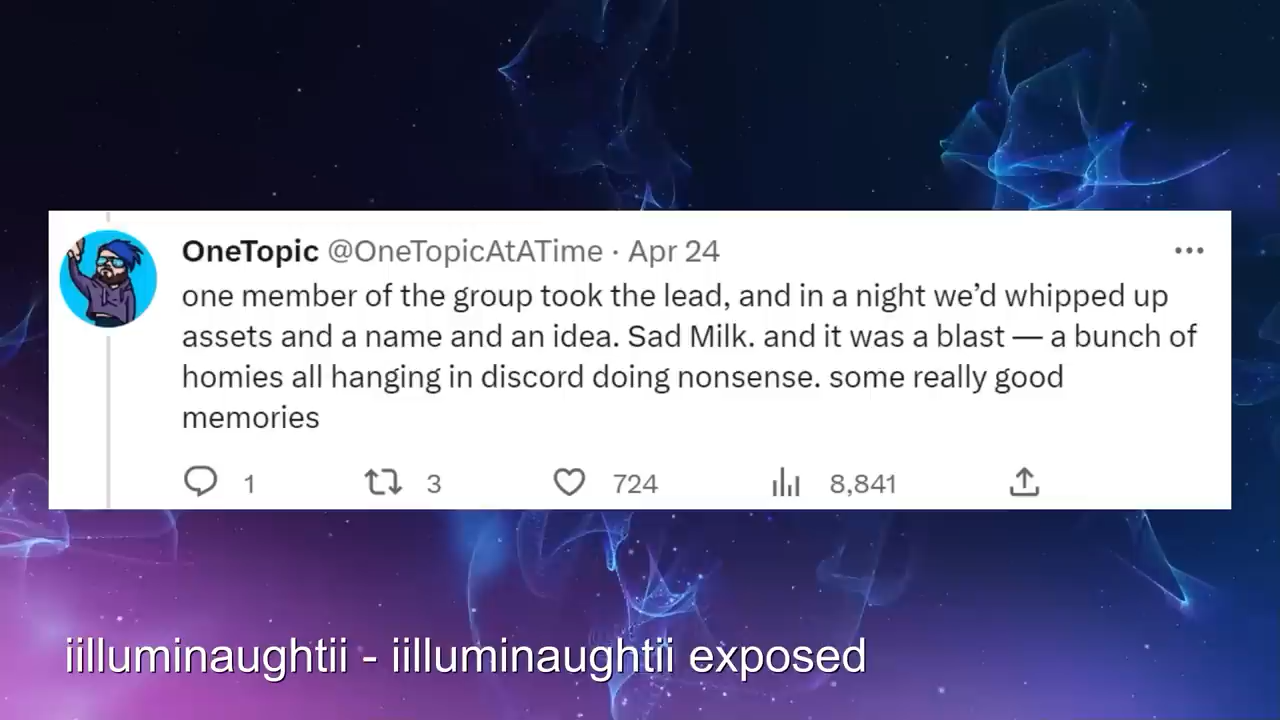 OneTopic @OneTopicAtATime · Apr 24
one member of the group took the lead, and in a night we’d whipped up
assets and a name and an idea. Sad Milk. and it was a blast — a bunch of
homies all hanging in discord doing nonsense. some really good
memories
1 3 724 8,841
iilluminaughtii - iilluminaughtii exposed